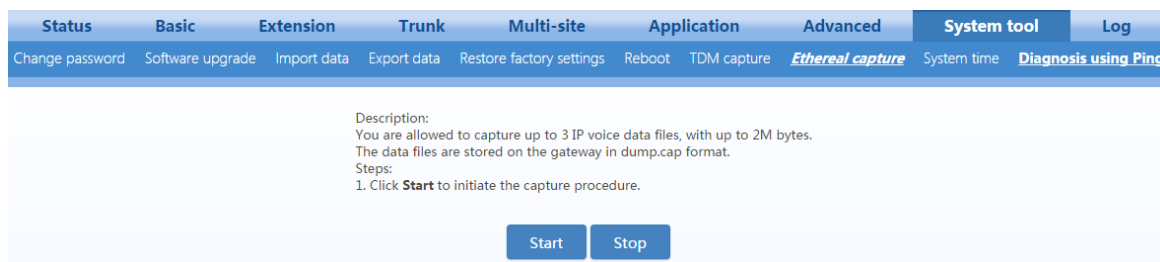 Status Basic Extension Trunk Multi-site Application Advanced System tool Log
Change password Software upgrade Import data Export data Restore factory settings Reboot TDM capture Ethereal capture System time Diagnosis using Ping
Description:
You are allowed to capture up to 3 IP voice data files, with up to 2M bytes.
The data files are stored on the gateway in dump.cap format.
Steps:
1. Click Start to initiate the capture procedure.
Start Stop